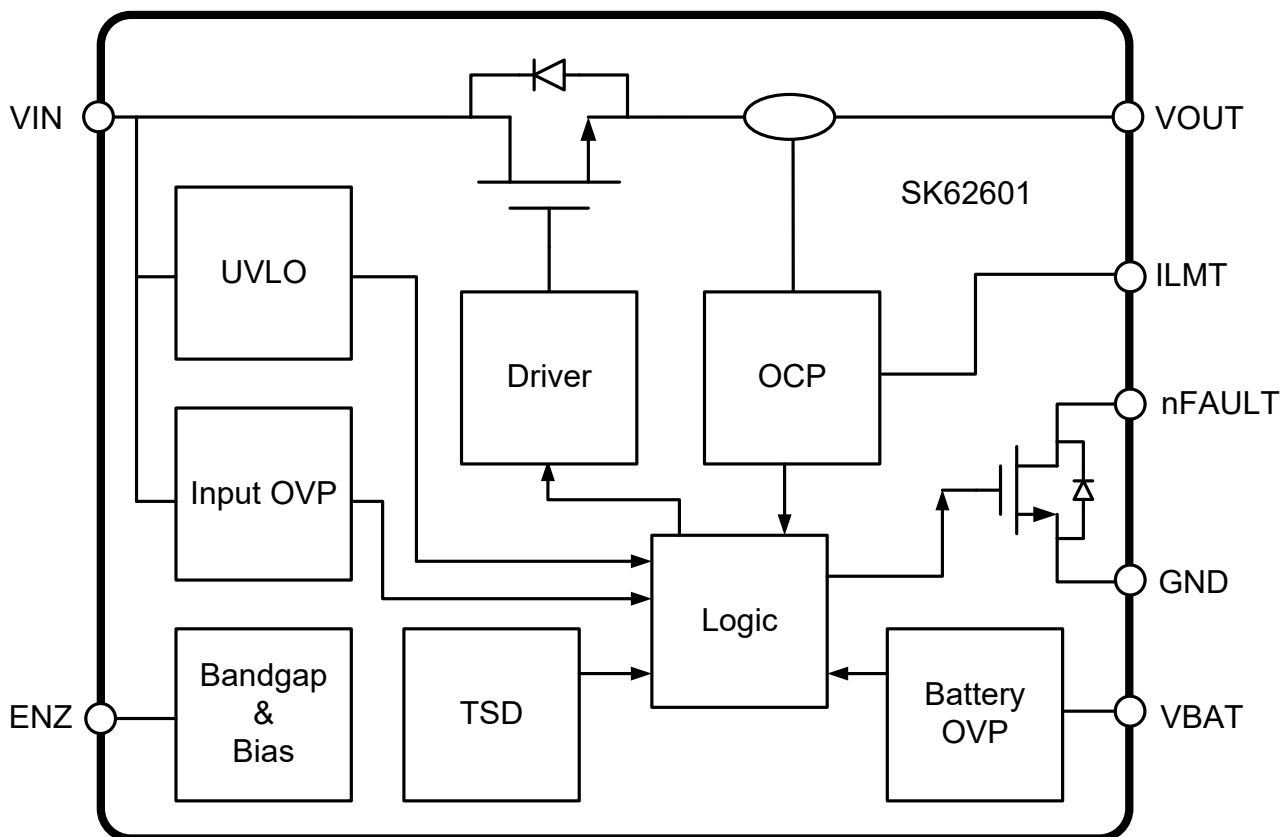 VIN
VOUT
SK62601
UVLO
ILMT
Driver
OCP
nFAULT
Input OVP
GND
Logic
Bandgap
&
Bias
TSD
Battery
OVP
ENZ
VBAT